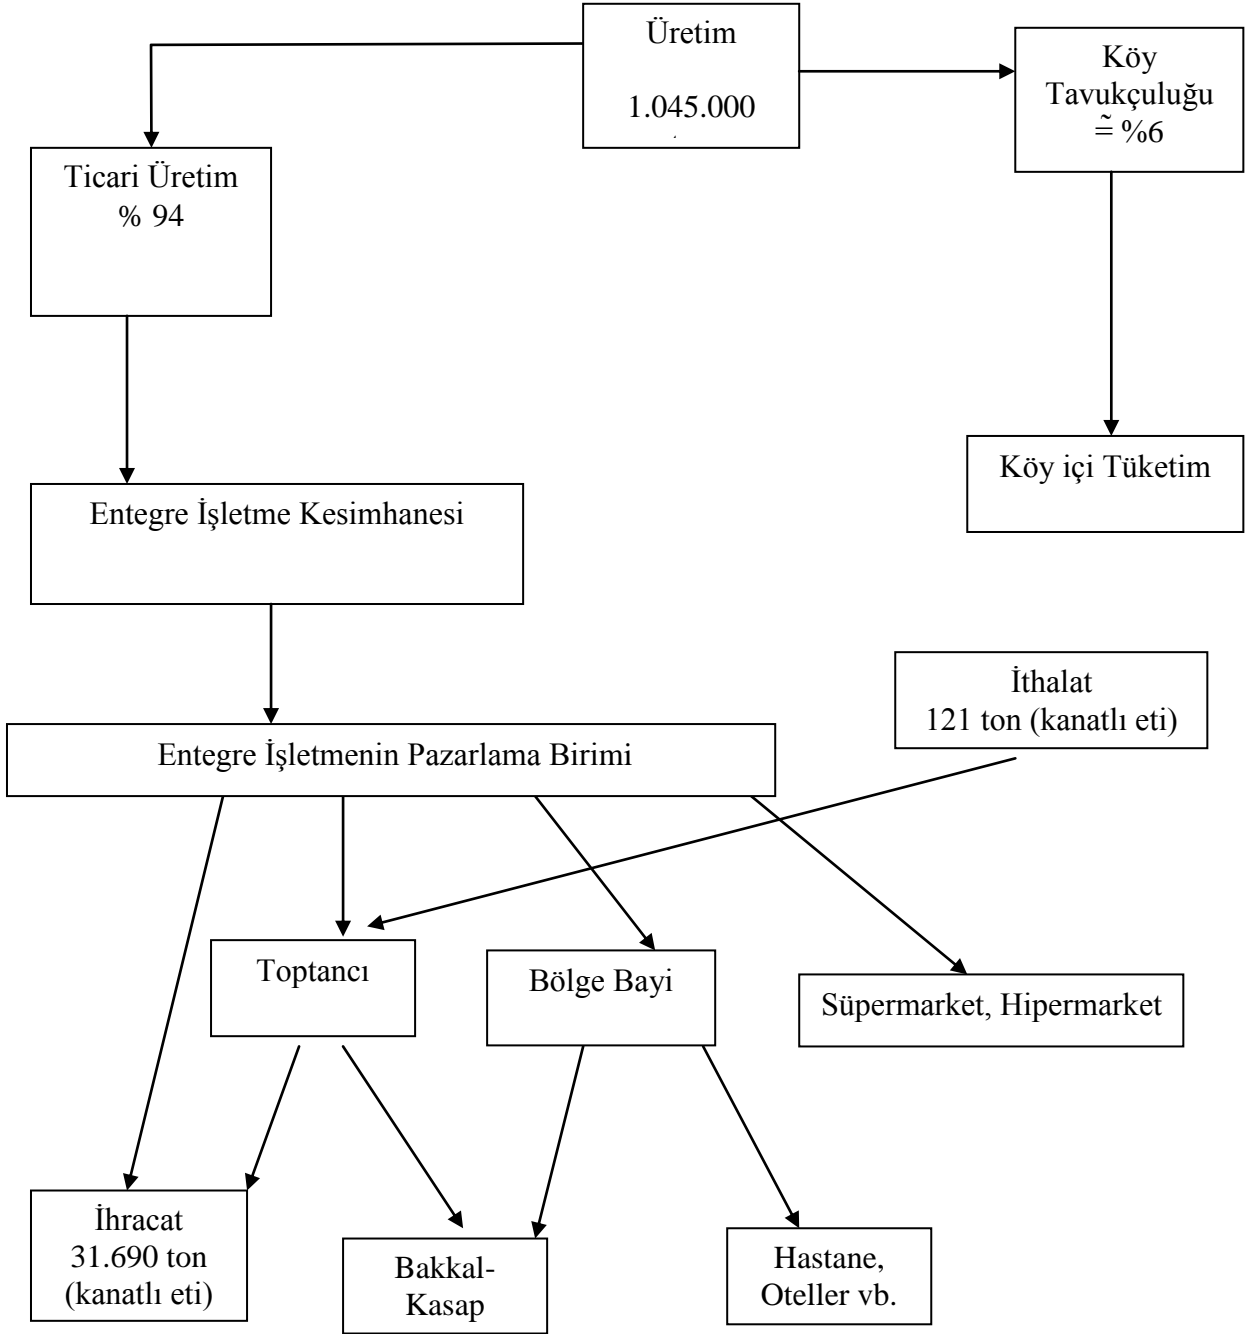 Üretim
1.045.000
Köy
Tavukçuluğu
≅ %6
Ticari Üretim
% 94
Köy içi Tüketim
Entegre İşletme Kesimhanesi
İthalat
121 ton (kanatlı eti)
Entegre İşletmenin Pazarlama Birimi
Toptancı
Bölge Bayi
Süpermarket, Hipermarket
İhracat
31.690 ton
(kanatlı eti)
Bakkal-
Kasap
Hastane,
Oteller vb.